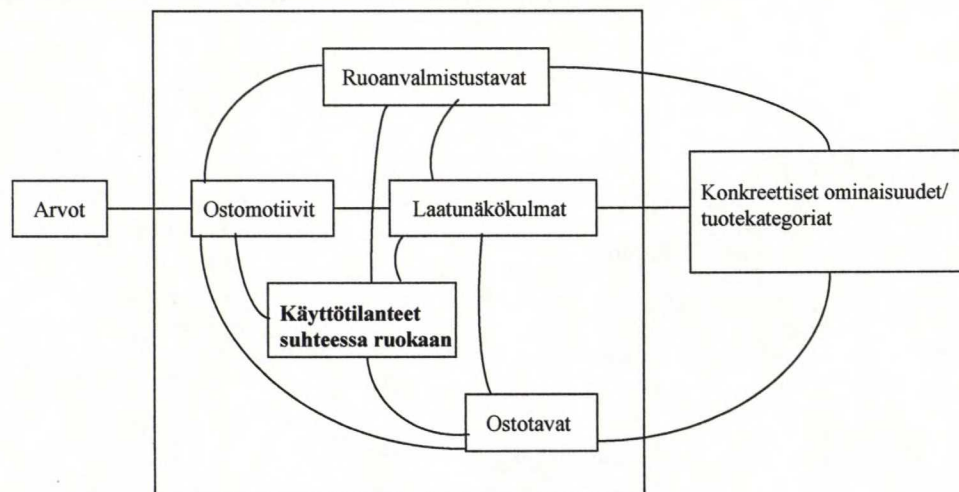 Ruoanvalmistustavat
Arvot
Ostomotiivit
Laatunäkökulmat
Konkreettiset ominaisuudet/
tuotekategoriat
Käyttötilanteet
suhteessa ruokaan
Ostotavat